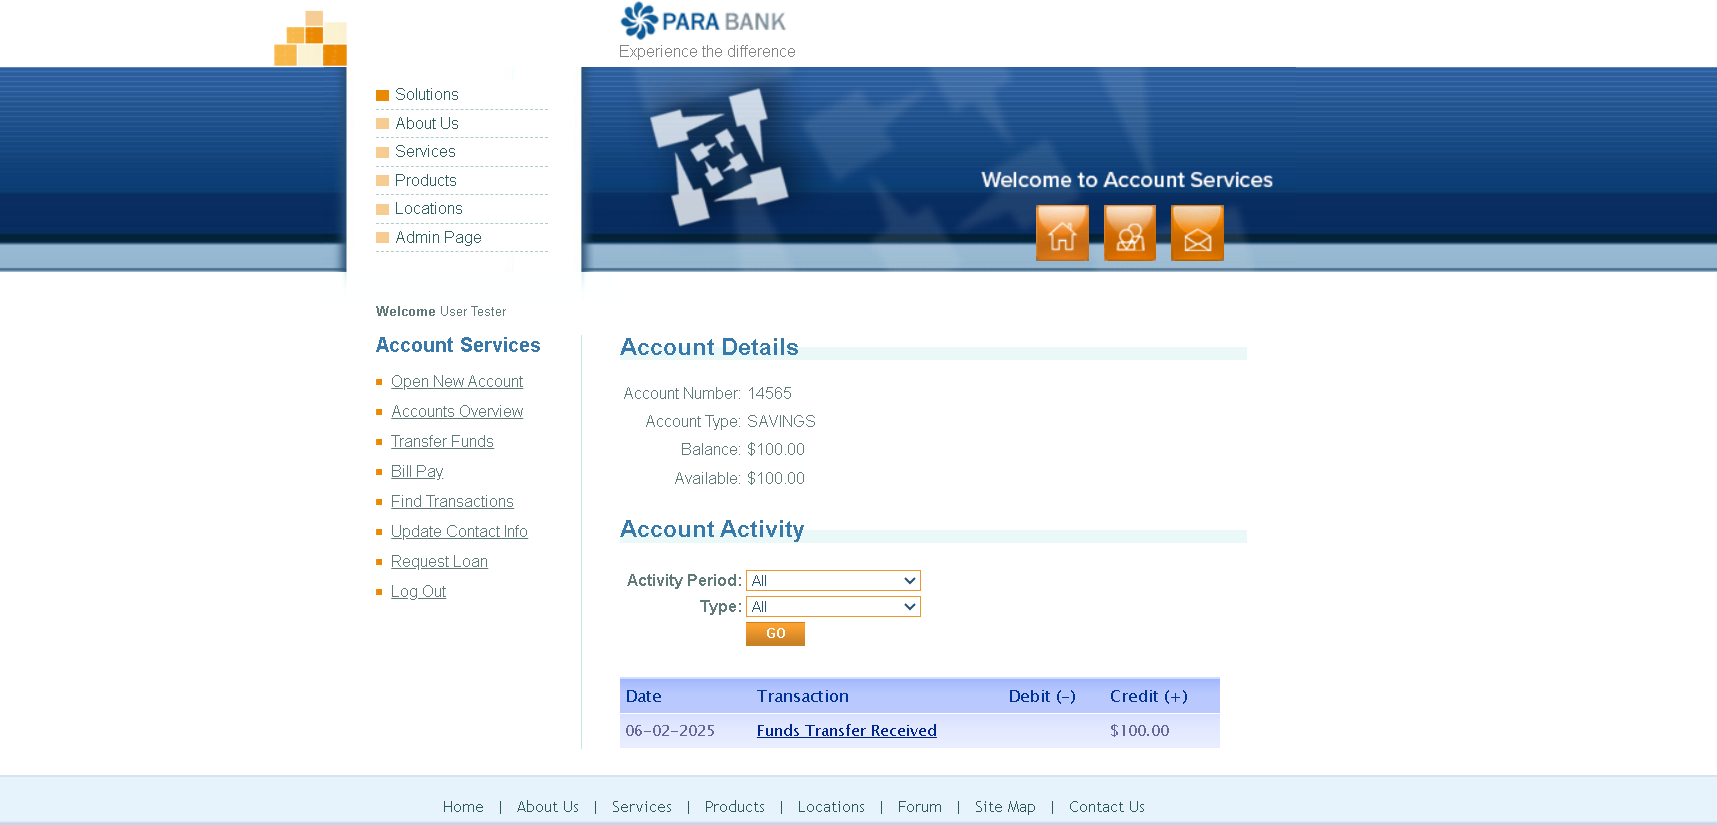 PARA BANK
Experience the difference
Solutions
About Us
Services
Products
Locations
Admin Page
Welcome to Account Services
Welcome User Tester
Account Services
Open New Account
Accounts Overview
Transfer Funds
Bill Pay
Find Transactions
Update Contact Info
Request Loan
Log Out
Account Details
Account Number: 14565
Account Type: SAVINGS
Balance: $100.00
Available: $100.00
Account Activity
Activity Period: All
Type: All
GO
Date Transaction Debit (-) Credit (+)
06-02-2025 Funds Transfer Received $100.00
Home | About Us | Services | Products | Locations | Forum | Site Map | Contact Us